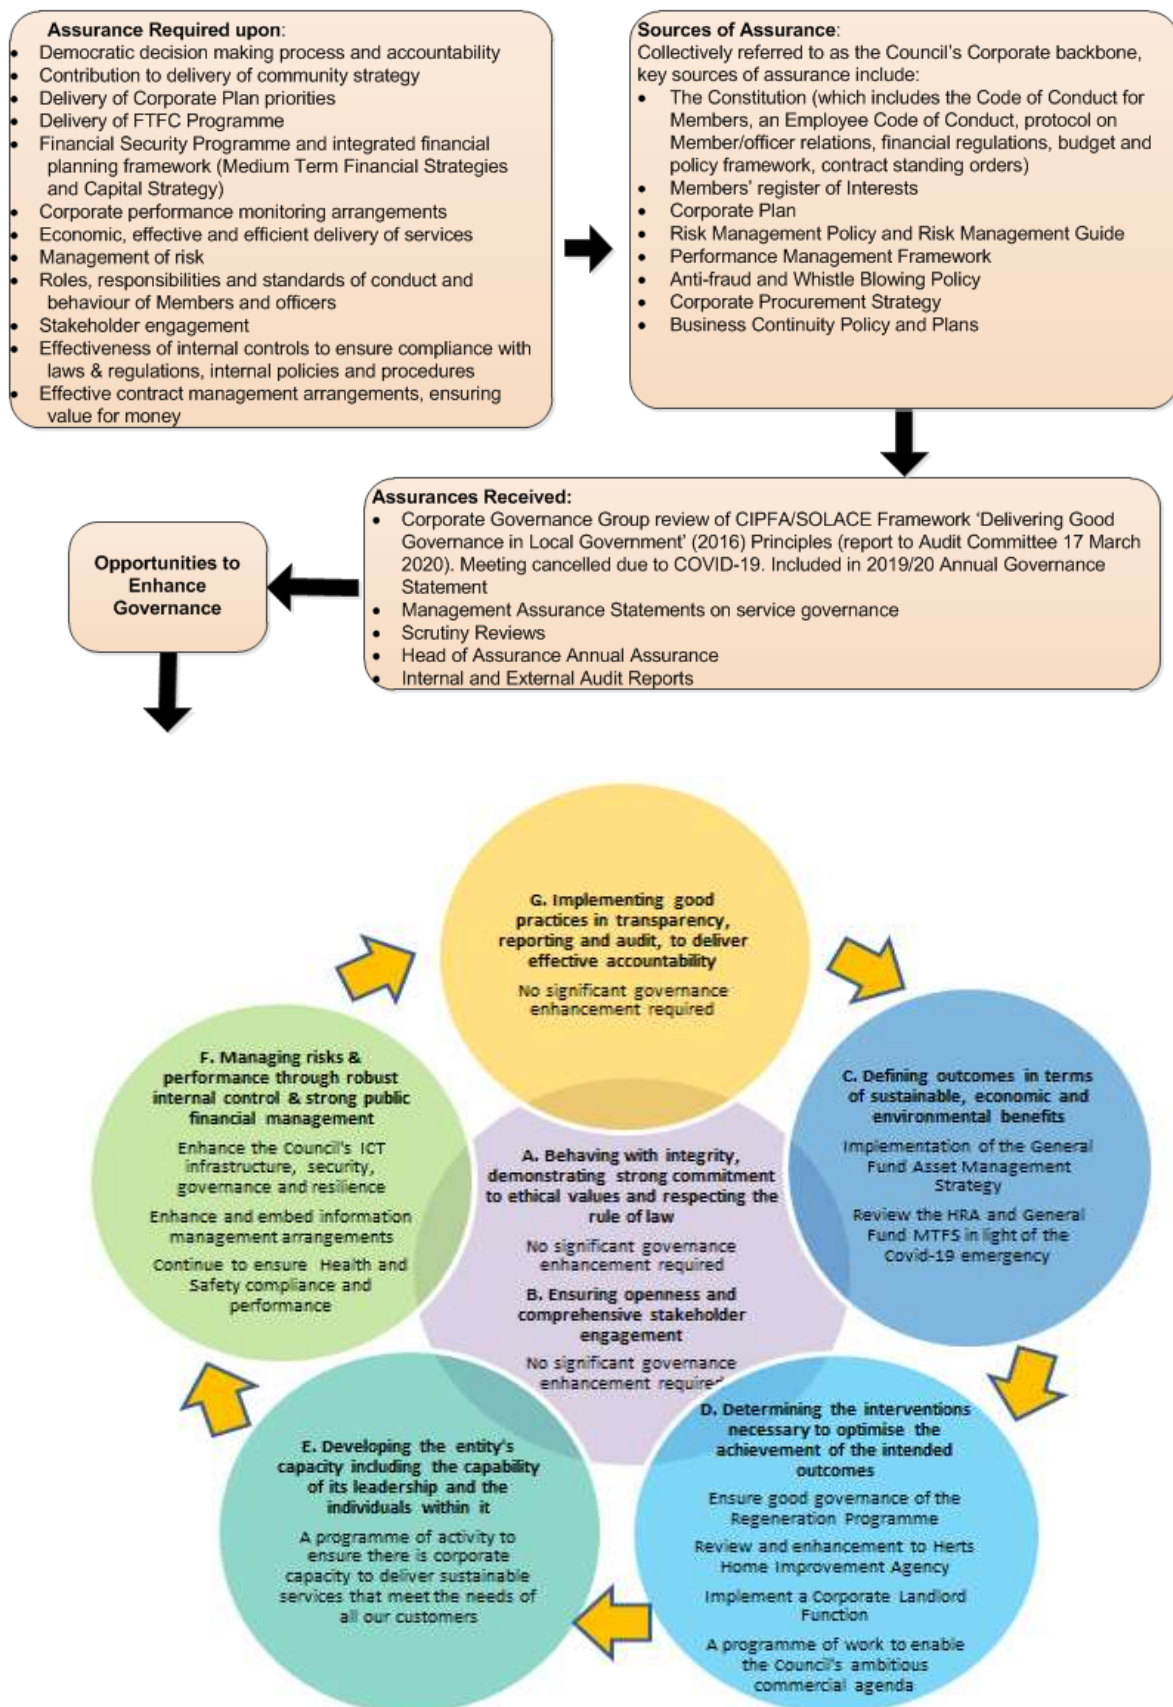 Assurance Required upon:
• Democratic decision making process and accountability
• Contribution to delivery of community strategy
• Delivery of Corporate Plan priorities
• Delivery of FTFC Programme
• Financial Security Programme and integrated financial
planning framework (Medium Term Financial Strategies
and Capital Strategy)
• Corporate performance monitoring arrangements
• Economic, effective and efficient delivery of services
• Management of risk
• Roles, responsibilities and standards of conduct and
behaviour of Members and officers
• Stakeholder engagement
• Effectiveness of internal controls to ensure compliance with
laws & regulations, internal policies and procedures
• Effective contract management arrangements, ensuring
value for money
Sources of Assurance:
Collectively referred to as the Council's Corporate backbone,
key sources of assurance include:
• The Constitution (which includes the Code of Conduct for
Members, an Employee Code of Conduct, protocol on
Member/officer relations, financial regulations, budget and
policy framework, contract standing orders)
• Members' register of Interests
• Corporate Plan
• Risk Management Policy and Risk Management Guide
• Performance Management Framework
• Anti-fraud and Whistle Blowing Policy
• Corporate Procurement Strategy
• Business Continuity Policy and Plans
Assurances Received:
• Corporate Governance Group review of CIPFA/SOLACE Framework 'Delivering Good
Governance in Local Government' (2016) Principles (report to Audit Committee 17 March
2020). Meeting cancelled due to COVID-19. Included in 2019/20 Annual Governance
Statement
• Management Assurance Statements on service governance
• Scrutiny Reviews
• Head of Assurance Annual Assurance
• Internal and External Audit Reports
Opportunities to
Enhance
Governance
G. Implementing good
practices in transparency,
reporting and audit, to deliver
effective accountability
No significant governance
enhancement required
C. Defining outcomes in terms
of sustainable, economic and
environmental benefits
Implementation of the General
Fund Asset Management
Strategy
Review the HRA and General
Fund MTFS in light of the
Covid-19 emergency
F. Managing risks &
performance through robust
internal control & strong public
financial management
Enhance the Council's ICT
infrastructure, security,
governance and resilience
Enhance and embed information
management arrangements
Continue to ensure Health and
Safety compliance and
performance
A. Behaving with integrity,
demonstrating strong commitment
to ethical values and respecting the
rule of law
No significant governance
enhancement required
B. Ensuring openness and
comprehensive stakeholder
engagement
No significant governance
enhancement required
D. Determining the interventions
necessary to optimise the
achievement of the intended
outcomes
Ensure good governance of the
Regeneration Programme
Review and enhancement to Herts
Home Improvement Agency
Implement a Corporate Landlord
Function
A programme of work to enable
the Council's ambitious
commercial agenda
E. Developing the entity's
capacity including the capability
of its leadership and the
individuals within it
A programme of activity to
ensure there is corporate
capacity to deliver sustainable
services that meet the needs of
all our customers